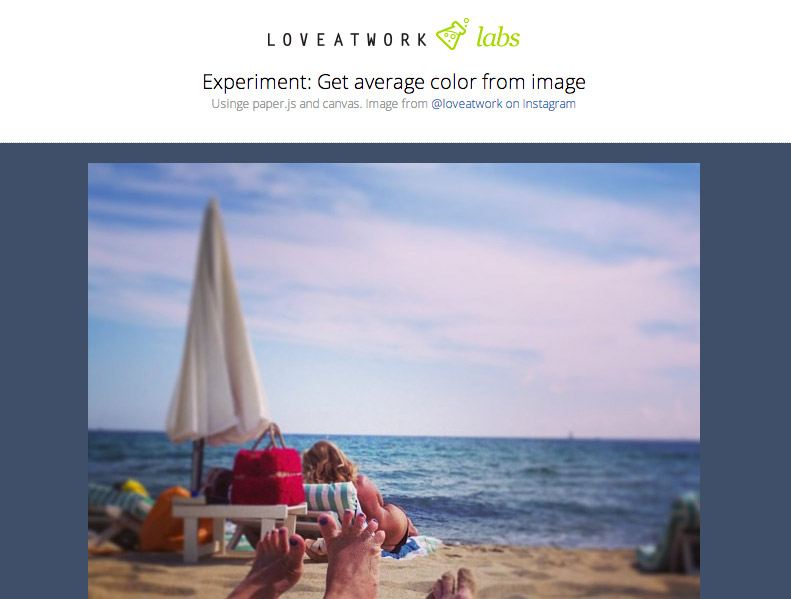 LOVEATWORK labs
Experiment: Get average color from image
Usinge paper.js and canvas. Image from @loveatwork on Instagram